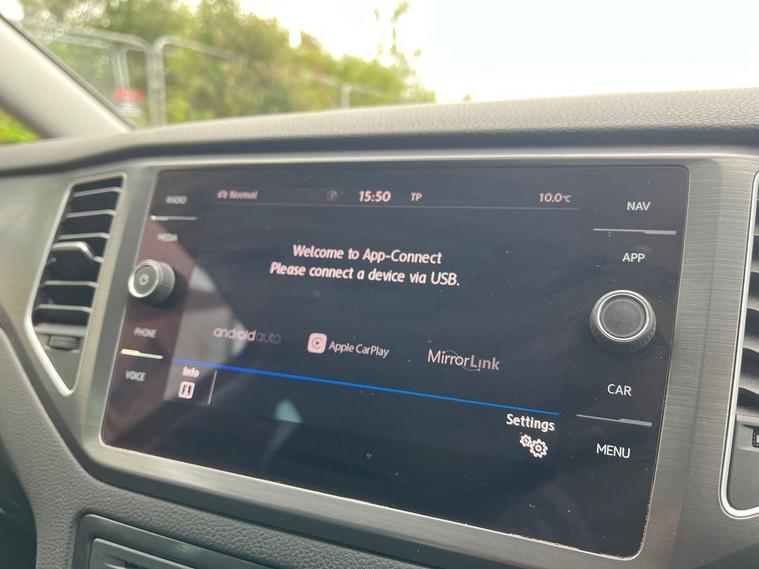 RADIO
MEDIA
PHONE
VOICE
Normal 15:50 TP 10.0°C
Welcome to App-Connect
Please connect a device via USB.
androidauto Apple CarPlay MirrorLink
Info
Settings
NAV
APP
CAR
MENU